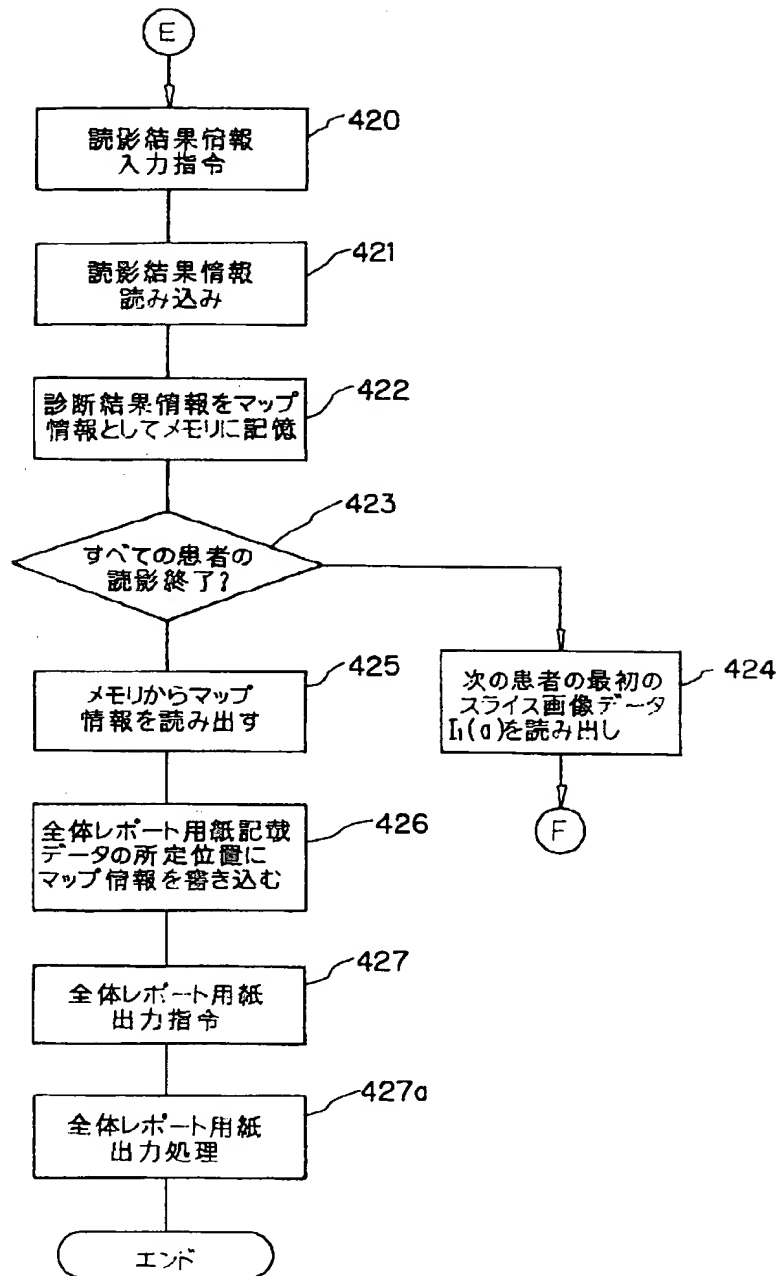 E
420
読影結果情報
入力指令
421
読影結果情報
読み込み
422
診断結果情報をマップ
情報としてメモリに記憶
423
すべての患者の
読影終了?
425
メモリからマップ
情報を読み出す
次の患者の最初の
スライス画像データ
I1(a)を読み出し
424
F
426
全体レポート用紙記載
データの所定位置に
マップ情報を書き込む
427
全体レポート用紙
出力指令
427a
全体レポート用紙
出力処理
エンド